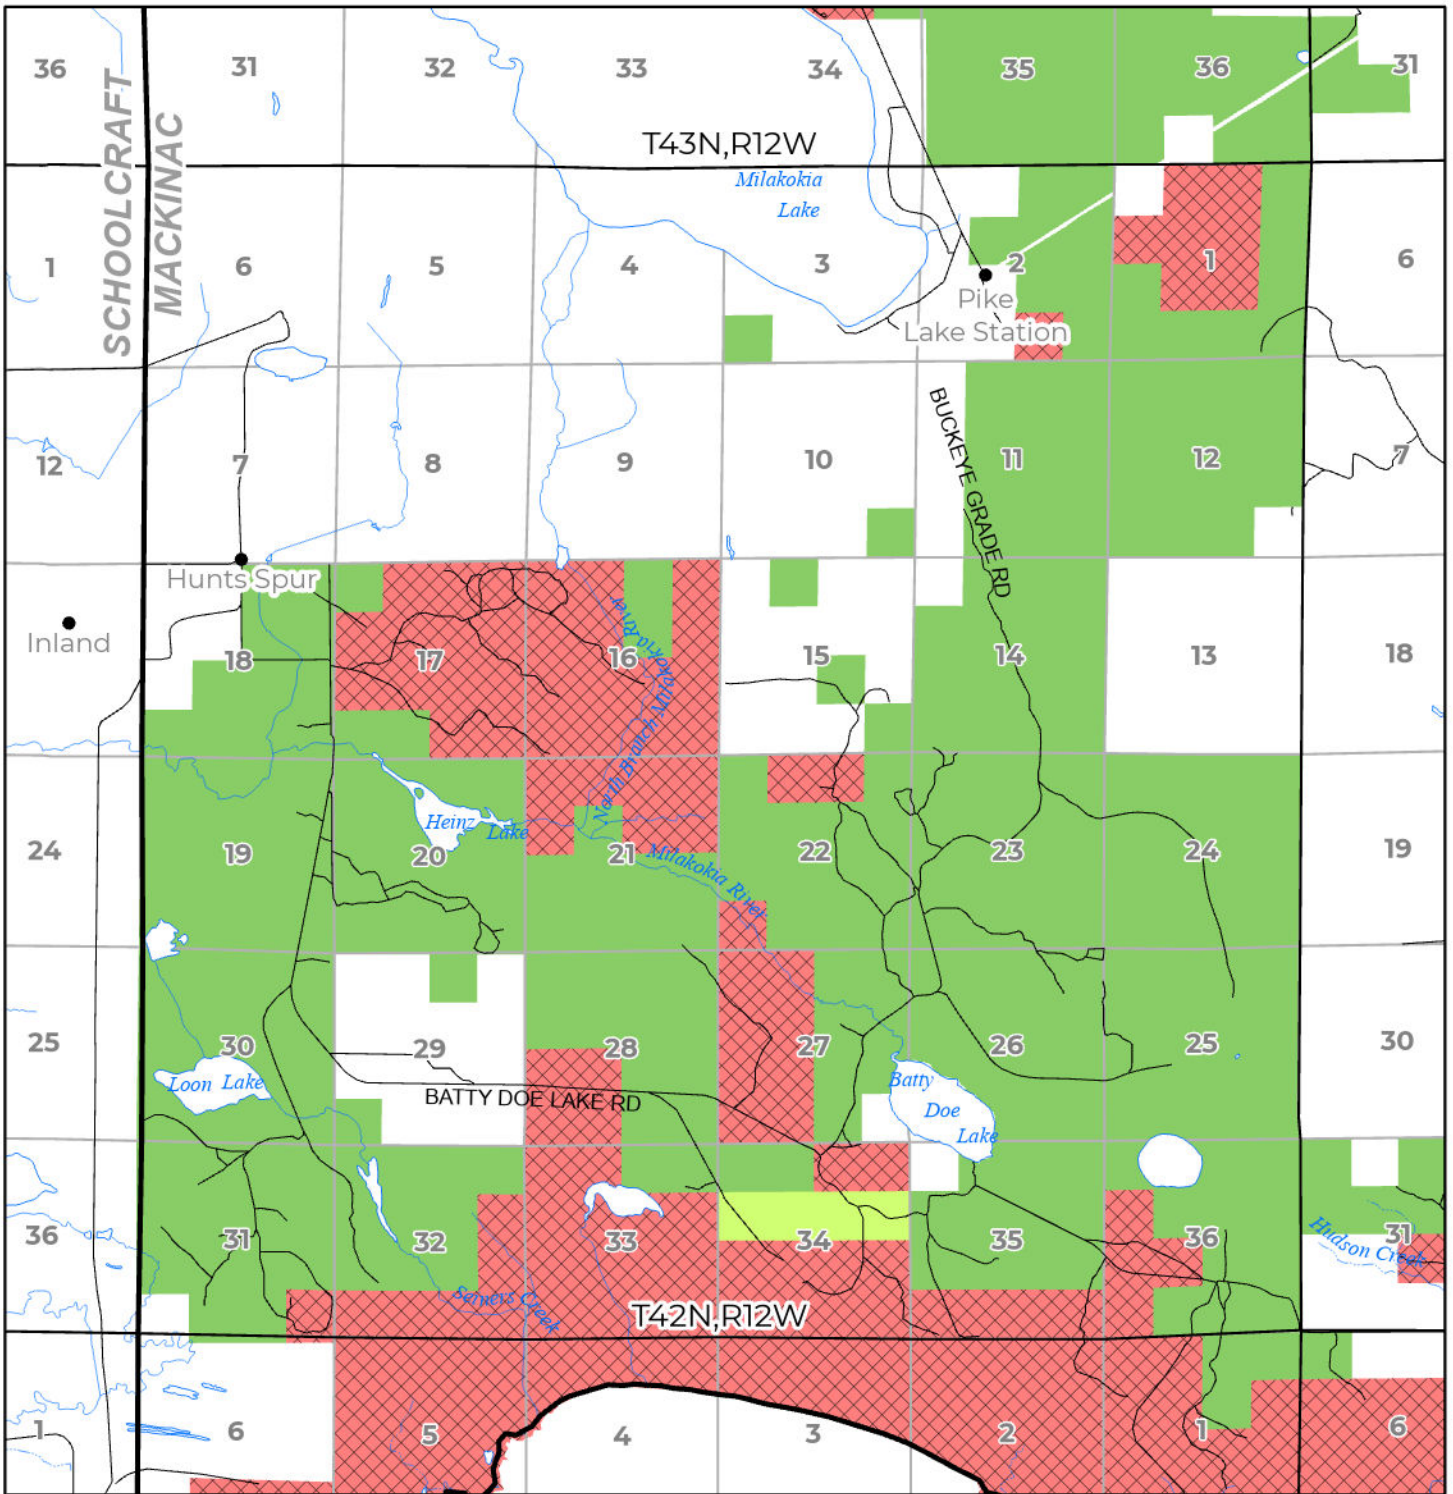 36 31 32 33 34 35 36 31
SCHOOLCRAFT
MACKINAC
T43N,R12W
Milakokia
Lake
1 6 5 4 3 2 1 6
Pike
Lake Station
BUCKEYE GRADE RD
12 7 8 9 10 11 12 7
Hunts Spur
Inland
18 17 16 15 14 13 18
North Branch Milakokia River
Heinz Lake
24 19 20 21 22 23 24 19
Milakokia River
25 30 29 28 27 26 25 30
Loon Lake
BATTY DOE LAKE RD
Batty
Doe
Lake
36 31 32 33 34 35 36 31
Hudson Creek
Seiners Creek
T42N,R12W
1 6 5 4 3 2 1 6